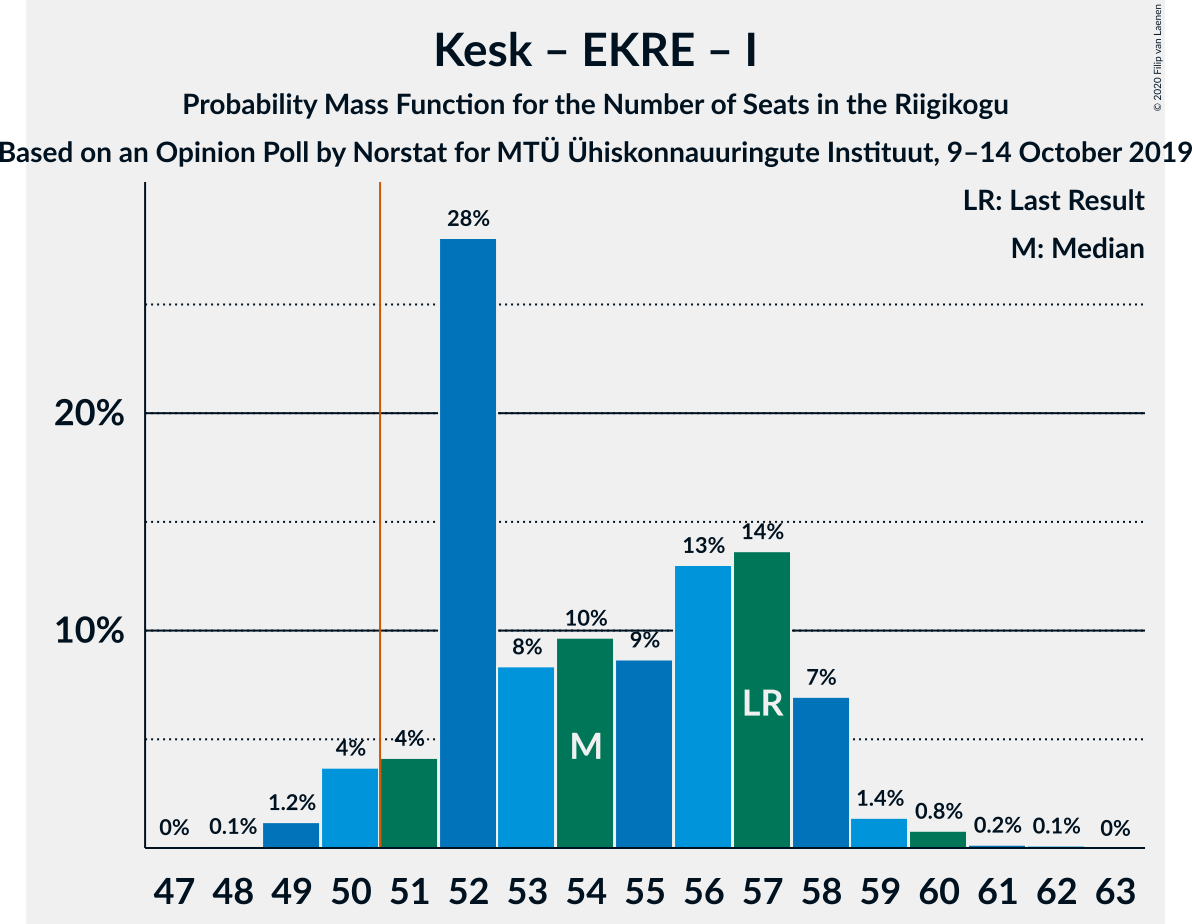 Kesk – EKRE – I
Probability Mass Function for the Number of Seats in the Riigikogu
Based on an Opinion Poll by Norstat for MTÜ Ühiskonnauuringute Instituut, 9–14 October 2019
© 2020 Filip van Laenen
LR: Last Result
M: Median
28%
20%
14%
13%
10%
10%
9%
8%
7%
LR
M
4%
4%
1.2%
1.4%
0.8%
0%
0.1%
0.2%
0.1%
0%
47 48 49 50 51 52 53 54 55 56 57 58 59 60 61 62 63